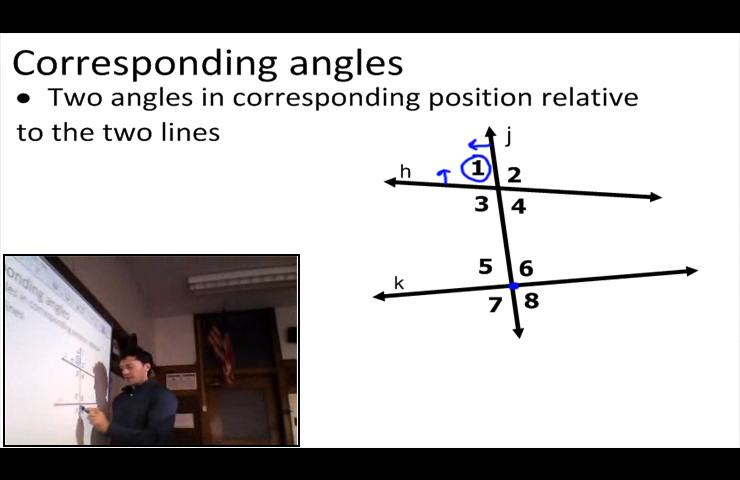 Corresponding angles
• Two angles in corresponding position relative
to the two lines
j
h
1 2
3 4
5 6
k
7 8